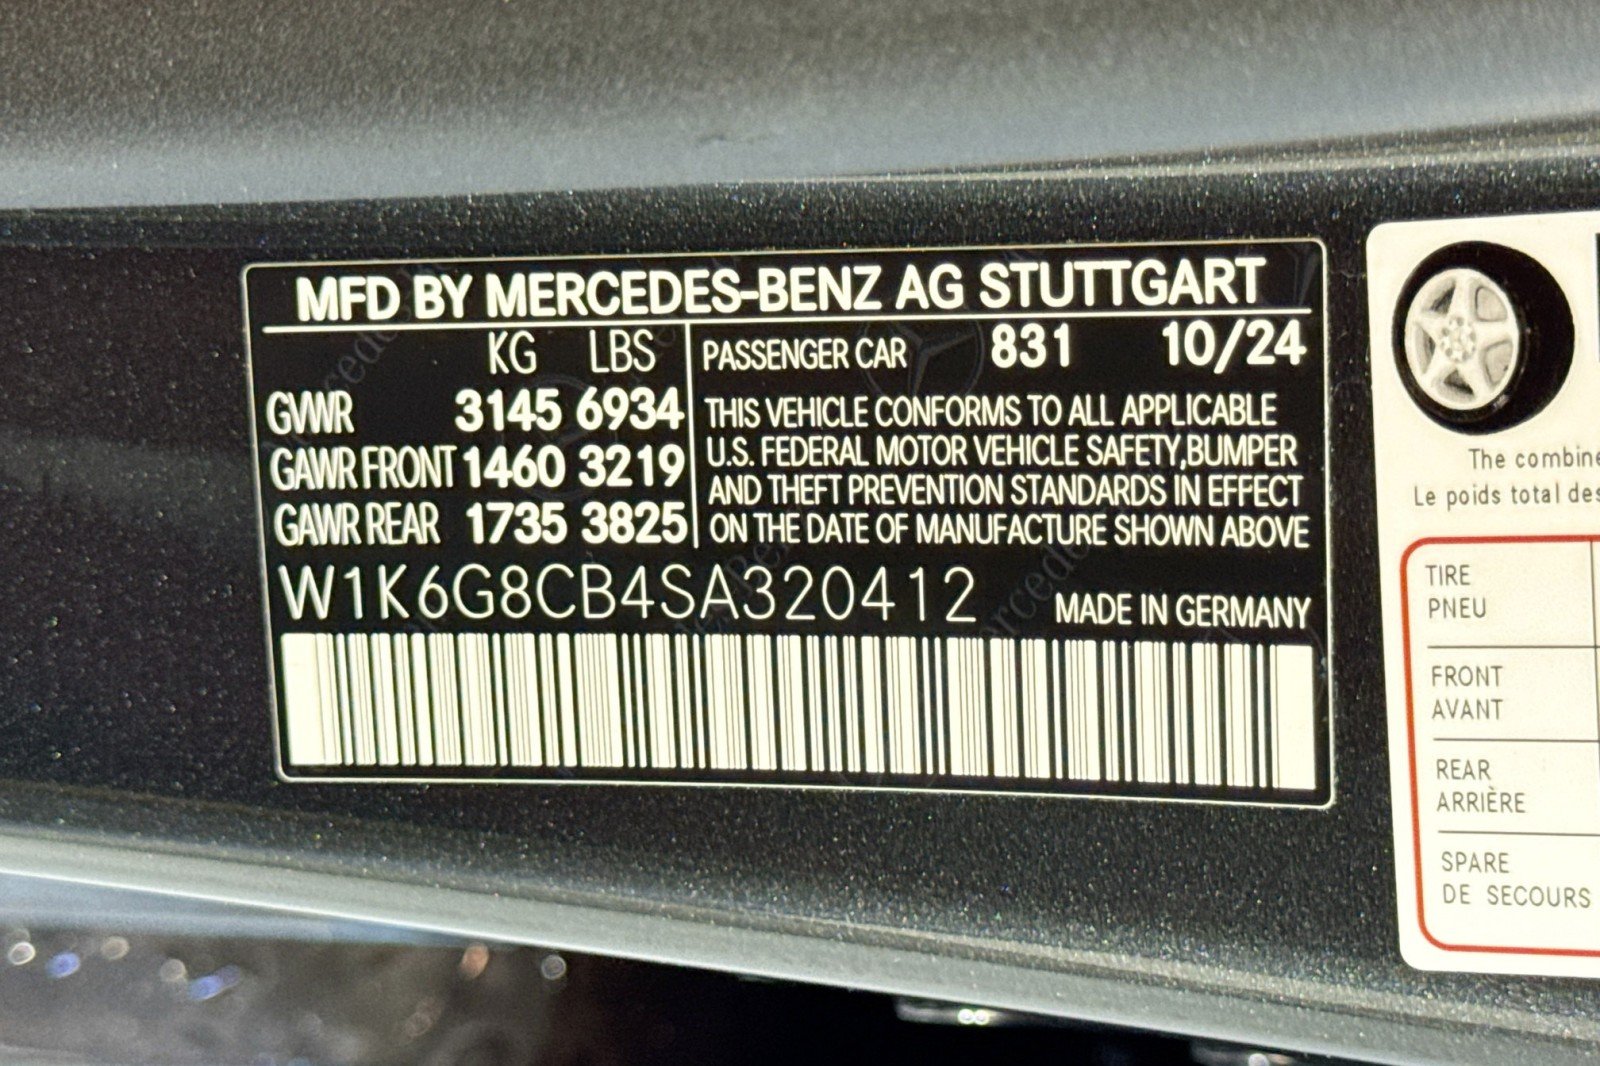 MFD BY MERCEDES-BENZ AG STUTTGART
KG LBS
GVWR 3145 6934
GAWR FRONT 1460 3219
GAWR REAR 1735 3825
PASSENGER CAR 831 10/24
THIS VEHICLE CONFORMS TO ALL APPLICABLE
U.S. FEDERAL MOTOR VEHICLE SAFETY,BUMPER
AND THEFT PREVENTION STANDARDS IN EFFECT
ON THE DATE OF MANUFACTURE SHOWN ABOVE
W1K6G8CB4SA320412
MADE IN GERMANY
The combine
Le poids total des
TIRE
PNEU
FRONT
AVANT
REAR
ARRIÈRE
SPARE
DE SECOURS